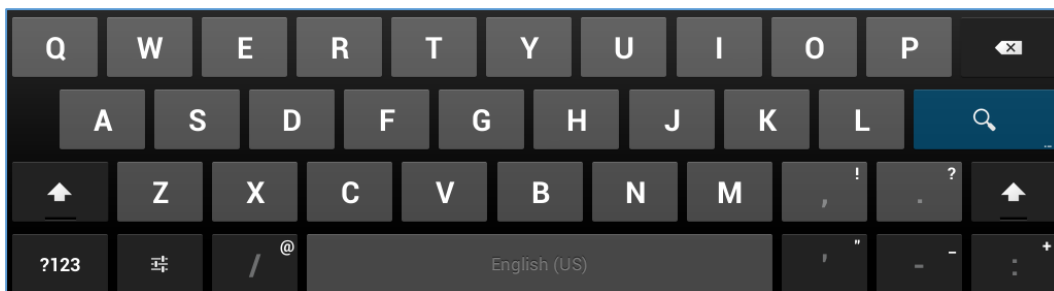 Q W E R T Y U I O P
A S D F G H J K L
Z X C V B N M , ! . ?
?123 / @ English (US) ' " - _ : +